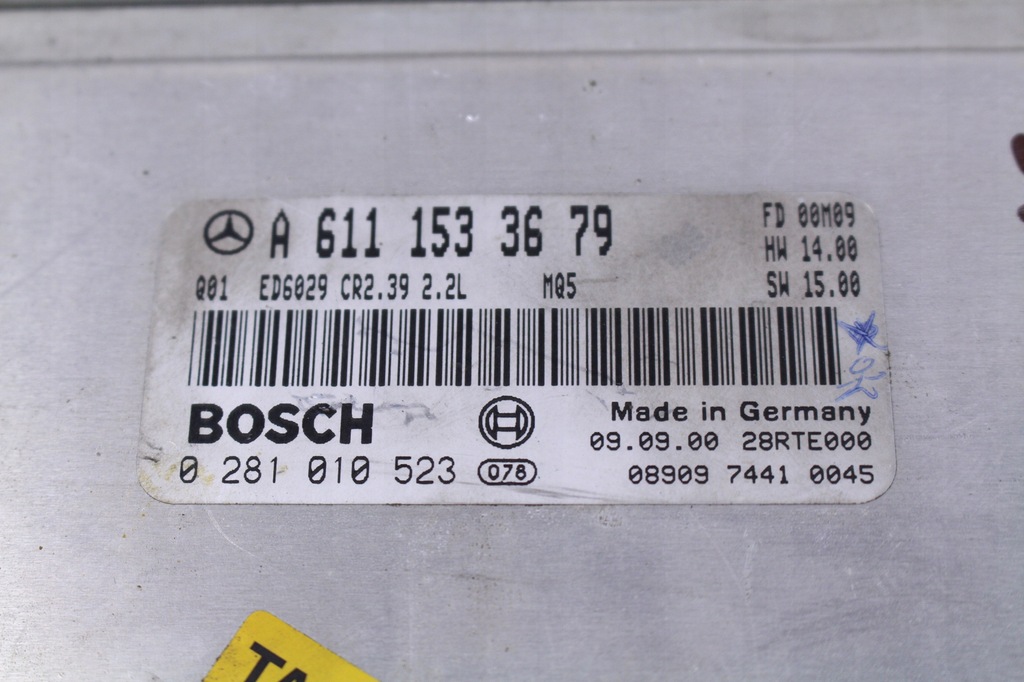 A 611 153 36 79
FD 00M09
HW 14.00
Q01 ED6029 CR2.39 2.2L MQ5
SW 15.00
BOSCH
Made in Germany
09.09.00 28RTE000
0 281 010 523 078
08909 7441 0045
TA